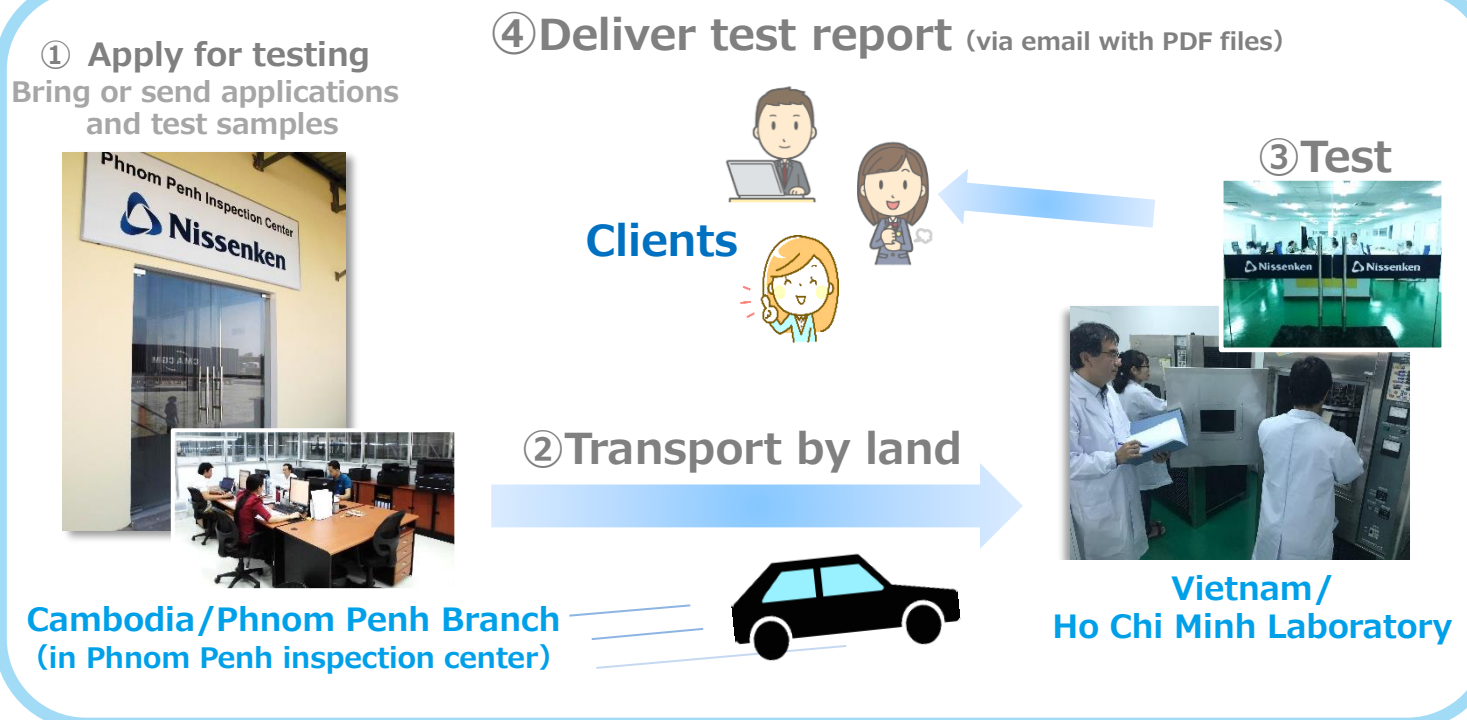 ① Apply for testing
Bring or send applications
and test samples
Phnom Penh Inspection Center
Nissenken
CMA CGM
Cambodia/Phnom Penh Branch
(in Phnom Penh inspection center)
②Transport by land
③Test
Nissenken
Nissenken
Vietnam/
Ho Chi Minh Laboratory
④Deliver test report (via email with PDF files)
Clients